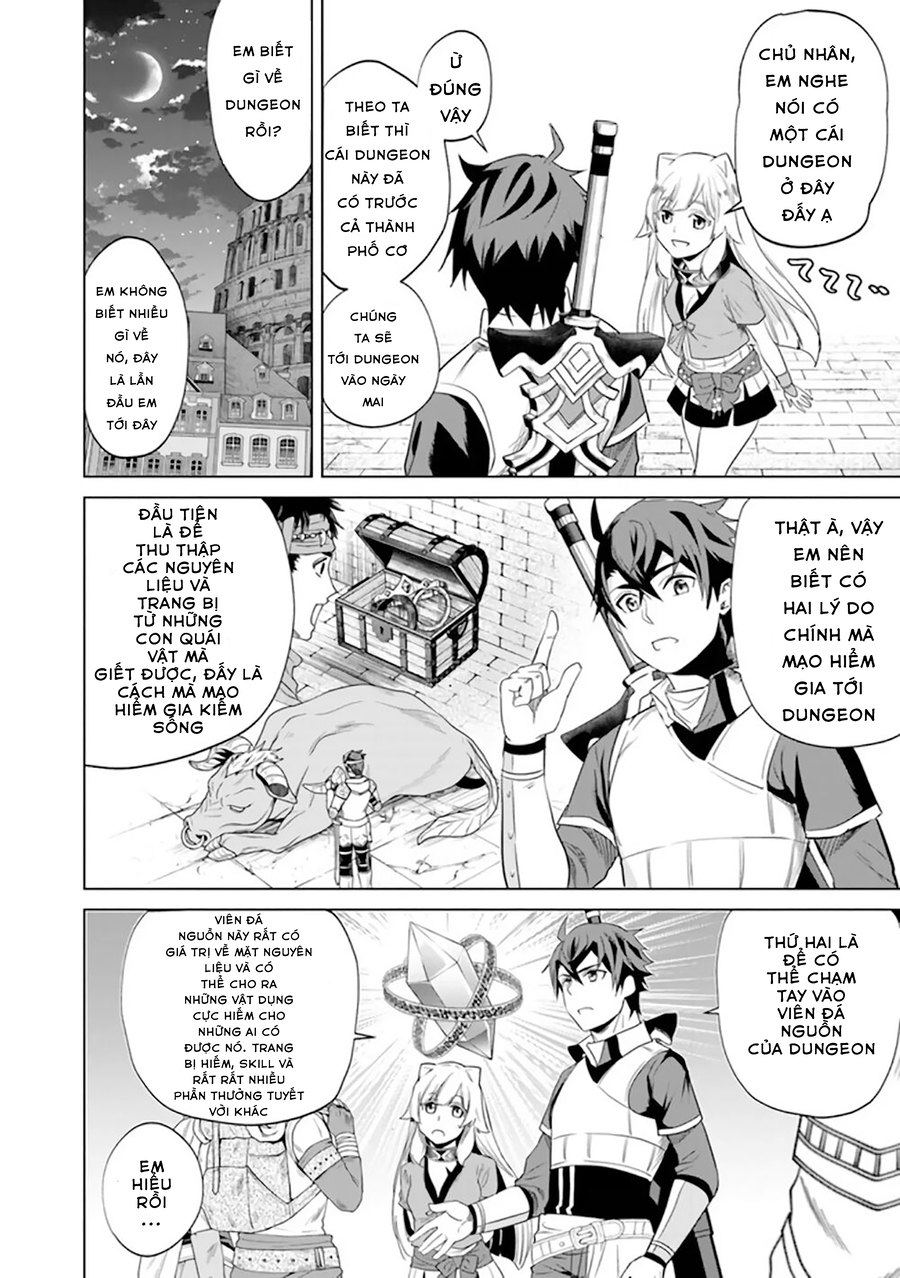 CHỦ NHÂN,
EM NGHE
NÓI CÓ
MỘT CÁI
DUNGEON
Ở ĐÂY
ĐẤY Ạ
Ừ
ĐÚNG
VẬY
THEO TA
BIẾT THÌ
CÁI DUNGEON
NÀY ĐÃ
CÓ TRƯỚC
CẢ THÀNH
PHỐ CƠ
CHÚNG
TA SẼ
TỚI DUNGEON
VÀO NGÀY
MAI
EM BIẾT
GÌ VỀ
DUNGEON
RỒI?
EM KHÔNG
BIẾT NHIỀU
GÌ VỀ
NÓ, ĐÂY
LÀ LẦN
ĐẦU EM
TỚI ĐÂY
THẬT À, VẬY
EM NÊN
BIẾT CÓ
HAI LÝ DO
CHÍNH MÀ
MẠO HIỂM
GIA TỚI
DUNGEON
ĐẦU TIÊN
LÀ ĐỂ
THU THẬP
CÁC NGUYÊN
LIỆU VÀ
TRANG BỊ
TỪ NHỮNG
CON QUÁI
VẬT MÀ
GIẾT ĐƯỢC, ĐẤY LÀ
CÁCH MÀ MẠO
HIỂM GIA KIẾM
SỐNG
THỨ HAI LÀ
ĐỂ CÓ
THỂ CHẠM
TAY VÀO
VIÊN ĐÁ
NGUỒN
CỦA DUNGEON
VIÊN ĐÁ
NGUỒN NÀY RẤT CÓ
GIÁ TRỊ VỀ MẶT NGUYÊN
LIỆU VÀ CÓ
THỂ CHO RA
NHỮNG VẬT DỤNG
CỰC HIẾM CHO
NHỮNG AI CÓ
ĐƯỢC NÓ. TRANG
BỊ HIẾM, SKILL VÀ
RẤT RẤT NHIỀU
PHẦN THƯỞNG TUYẾT
VỜI KHÁC
EM
HIỂU
RỒI
...